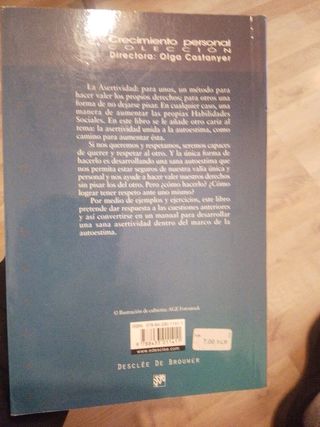 Crecimiento personal
COLECCIÓN
Directora: Olga Castanyer
La Asertividad: para unos, un método para
hacer valer los propios derechos; para otros una
forma de no dejarse pisar. En cualquier caso, una
manera de aumentar las propias Habilidades
Sociales. En este libro se le añade otro cariz al
tema: la asertividad unida a la autoestima, como
camino para aumentar ésta.
Si nos queremos y respetamos, seremos capaces
de querer y respetar al otro. Y la única forma de
hacerlo es desarrollando una sana autoestima que
nos permita estar seguros de nuestra valía única y
personal y nos ayude a hacer valer nuestros derechos
sin pisar los del otro. Pero ¿cómo hacerlo? ¿Cómo
lograr tener respeto ante uno mismo?
Por medio de ejemplos y ejercicios, este libro
pretende dar respuesta a las cuestiones anteriores
y así convertirse en un manual para desarrollar
una sana asertividad dentro del marco de la
autoestima.
© Ilustración de cubierta: AGE Fotostock
ISBN:
www.edesclee.com
7,00
DESCLÉE DE BROUWER